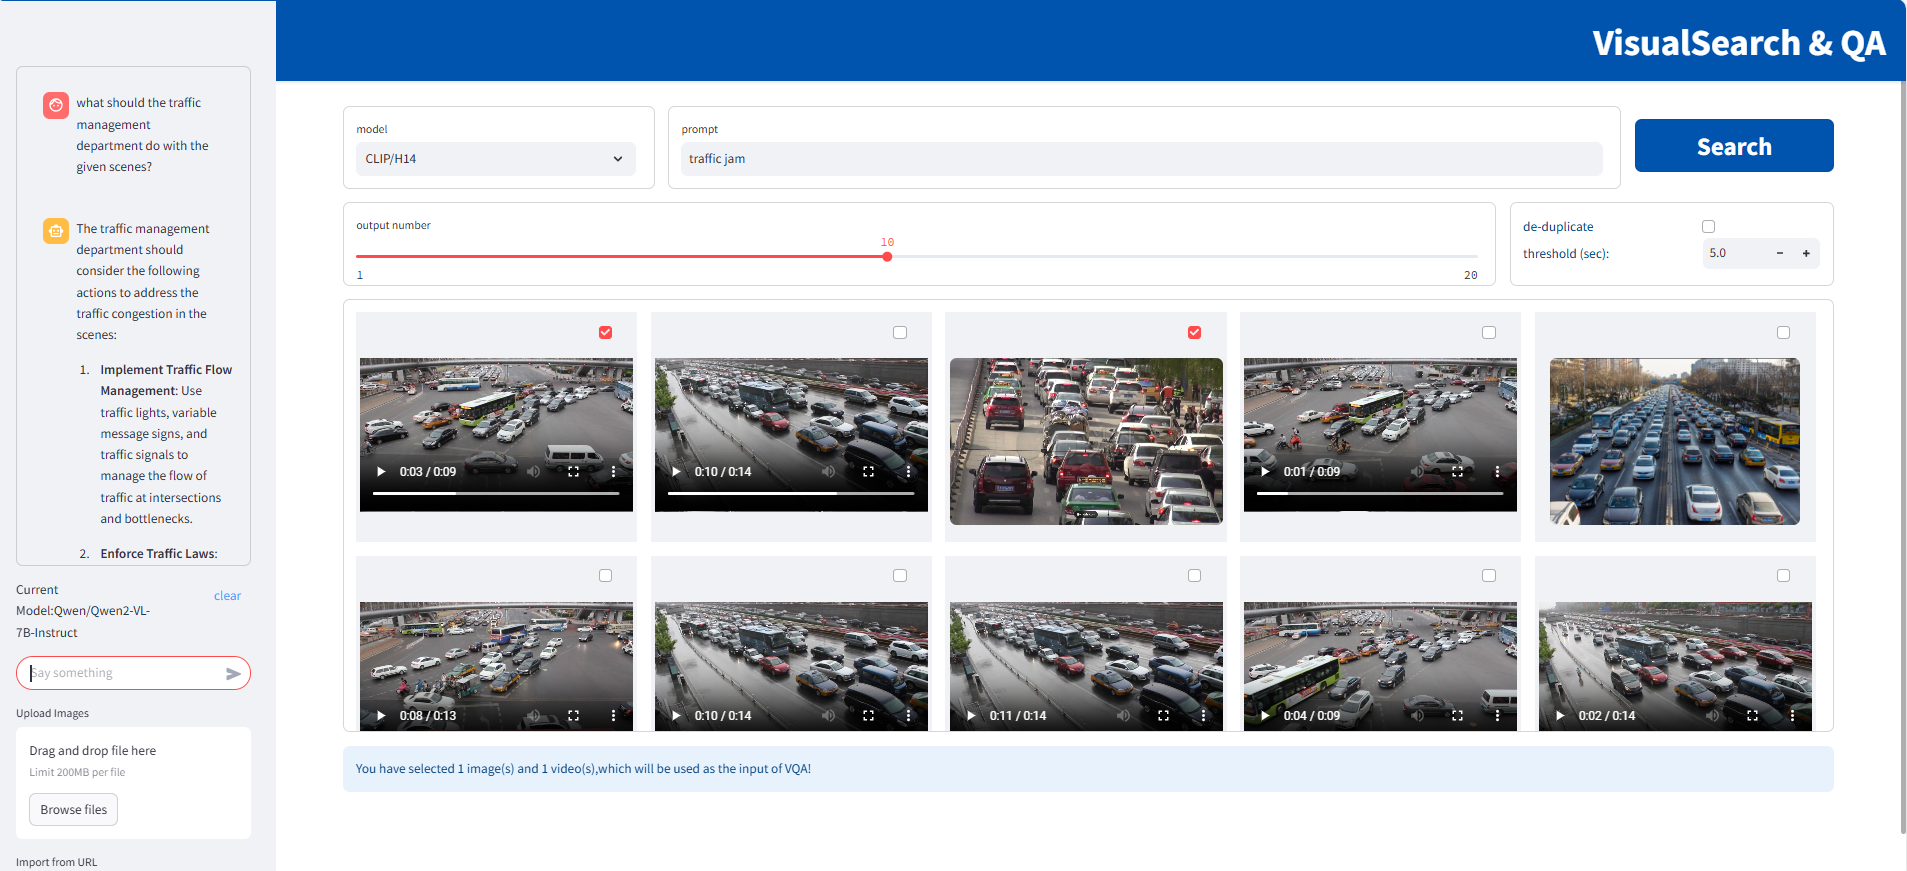 VisualSearch & QA
what should the traffic
management
department do with the
given scenes?
The traffic management
department should
consider the following
actions to address the
traffic congestion in the
scenes:
1. Implement Traffic Flow
Management: Use
traffic lights, variable
message signs, and
traffic signals to
manage the flow of
traffic at intersections
and bottlenecks.
2. Enforce Traffic Laws:
Current
Model:Qwen/Qwen2-VL-
7B-Instruct
clear
Say something
Upload Images
Drag and drop file here
Limit 200MB per file
Browse files
Import from URL
model
CLIP/H14
prompt
traffic jam
Search
output number
10
1
20
de-duplicate
threshold (sec):
5.0
- +
0:03 / 0:09
0:10 / 0:14
0:01 / 0:09
0:08 / 0:13
0:10 / 0:14
0:11 / 0:14
0:04 / 0:09
0:02 / 0:14
You have selected 1 image(s) and 1 video(s),which will be used as the input of VQA!